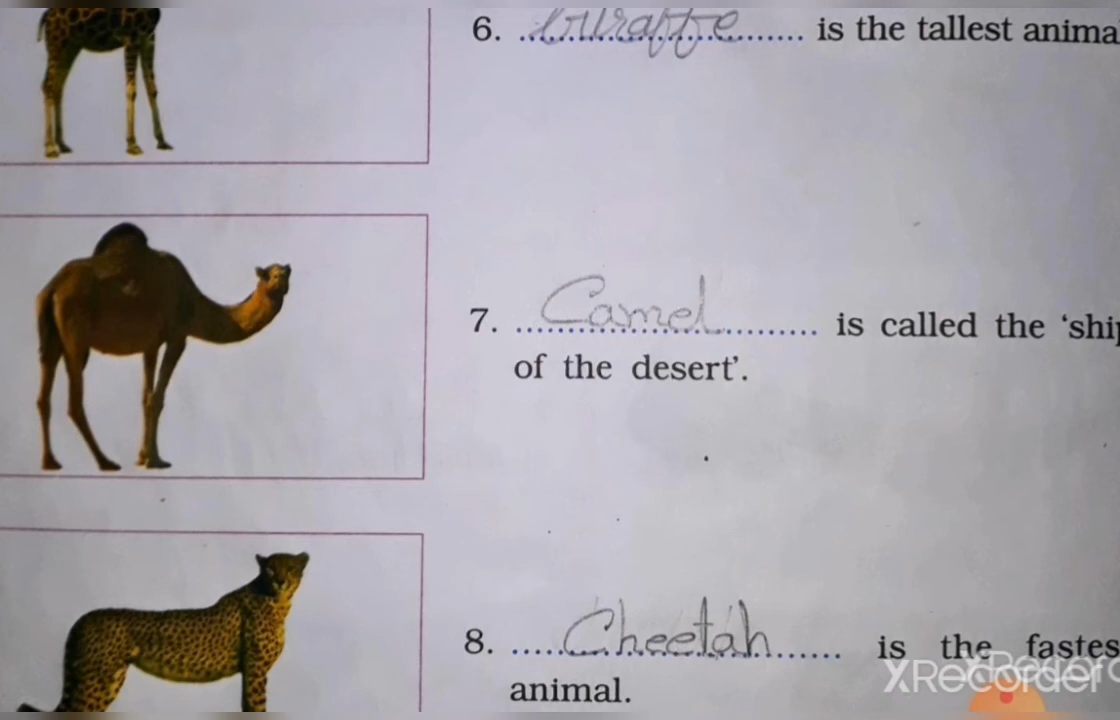 6. Giraffe is the tallest anima
7. Camel is called the ‘ship
of the desert’.
8. Cheetah is the fastes
animal.
XRecorder